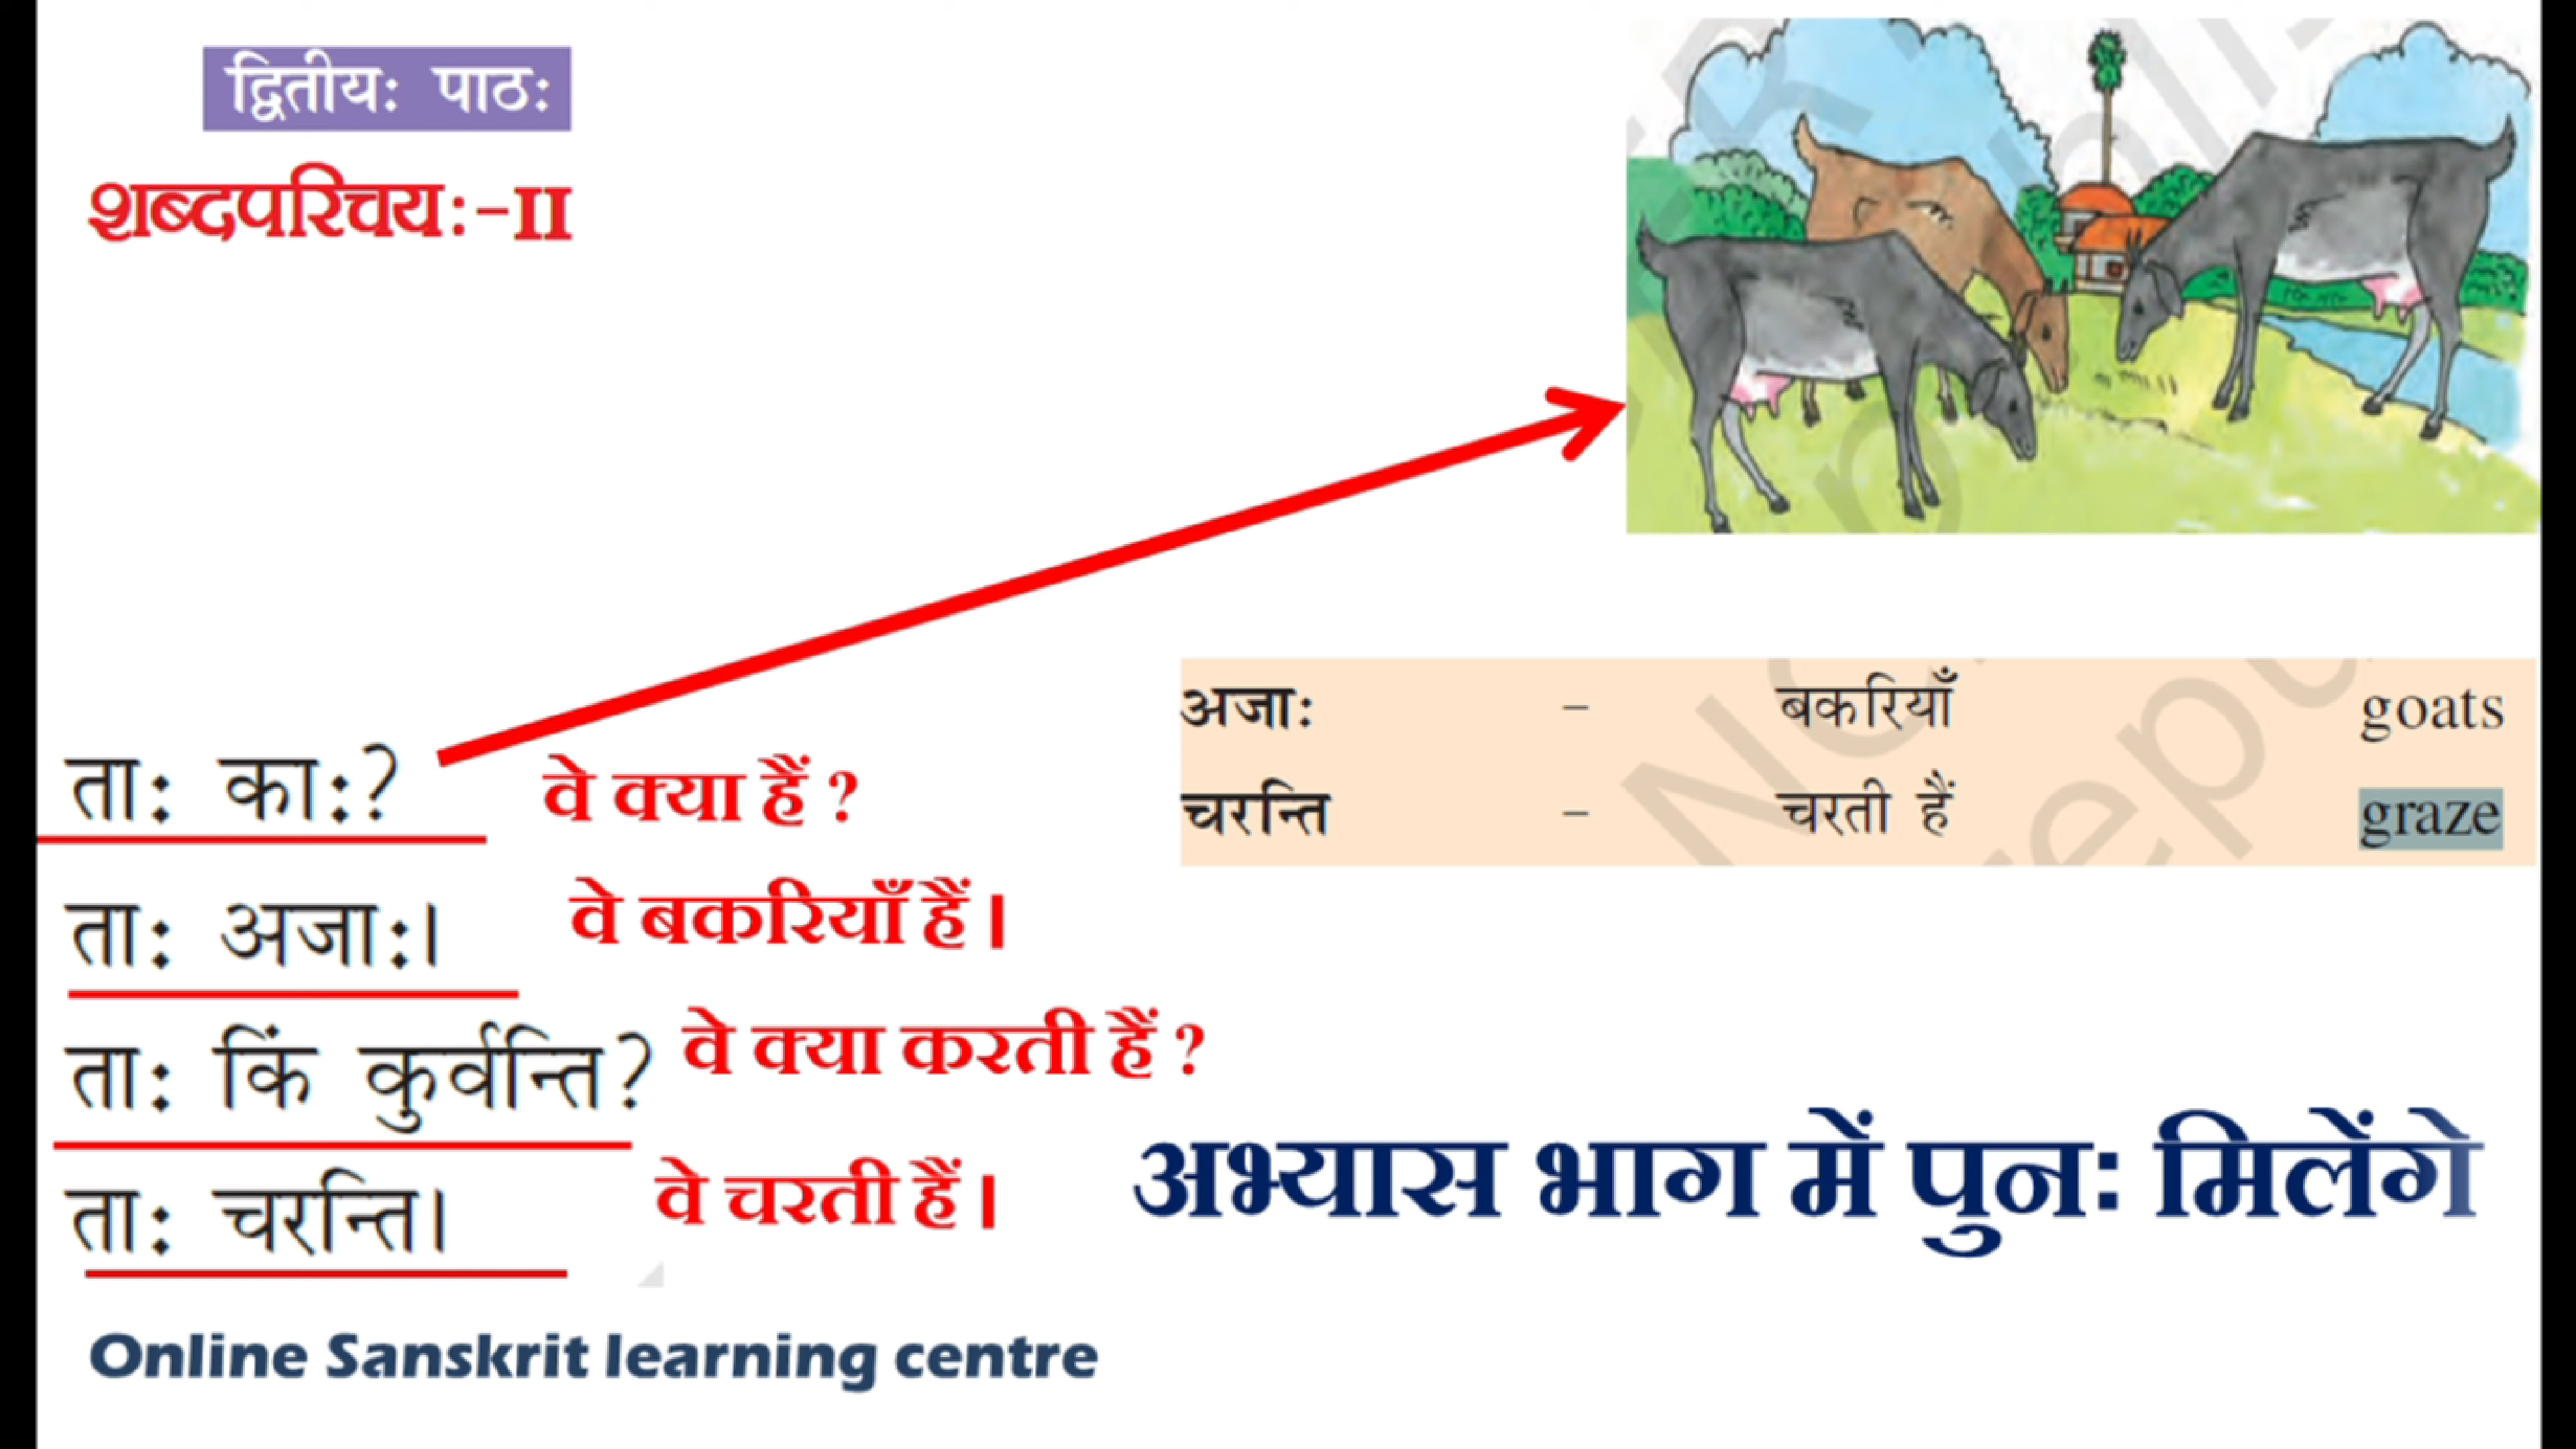 द्वितीयः पाठः
शब्दपरिचयः-II
अजाः - बकरियाँ goats
चरन्ति - चरती हैं graze
ताः काः? वे क्या हैं ?
ताः अजाः। वे बकरियाँ हैं।
ताः किं कुर्वन्ति? वे क्या करती हैं ?
ताः चरन्ति। वे चरती हैं।
अभ्यास भाग में पुनः मिलेंगे
Online Sanskrit learning centre